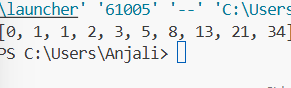 \launcher' '61005' '--' 'C:\Users
[0, 1, 1, 2, 3, 5, 8, 13, 21, 34]
PS C:\Users\Anjali>